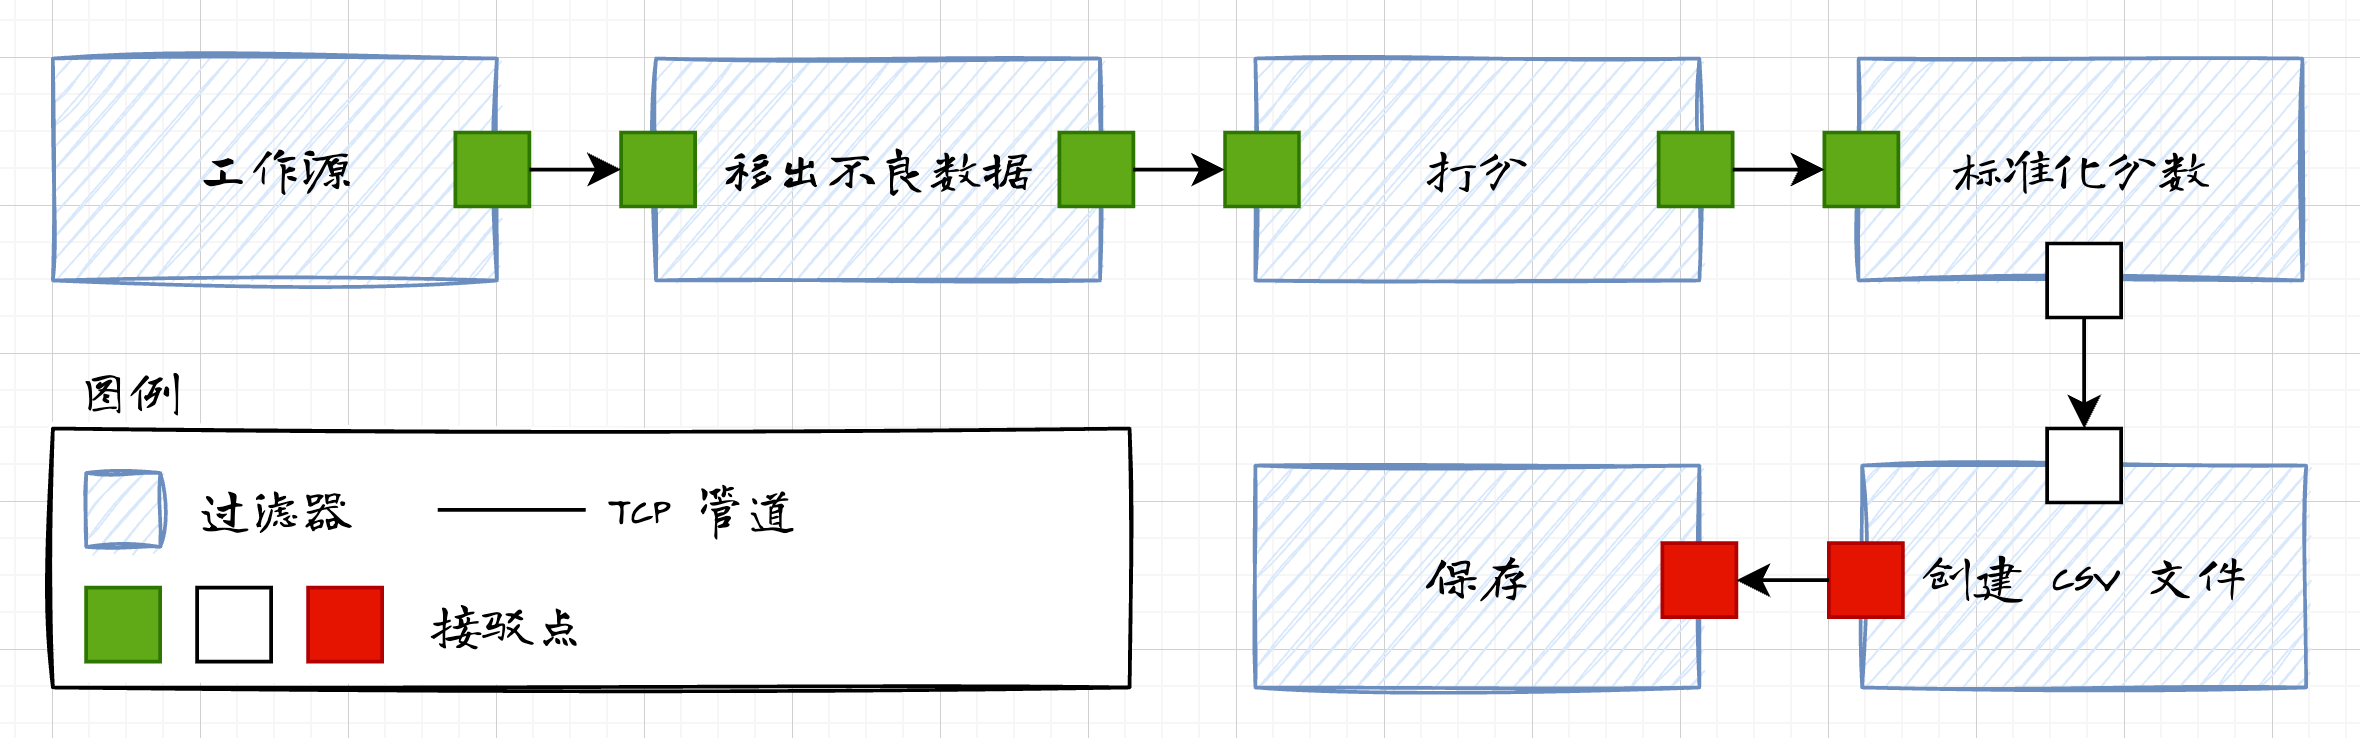 工作源
移出不良数据
打分
标准化分数
图例
过滤器
TCP 管道
接驳点
保存
创建 CSV 文件